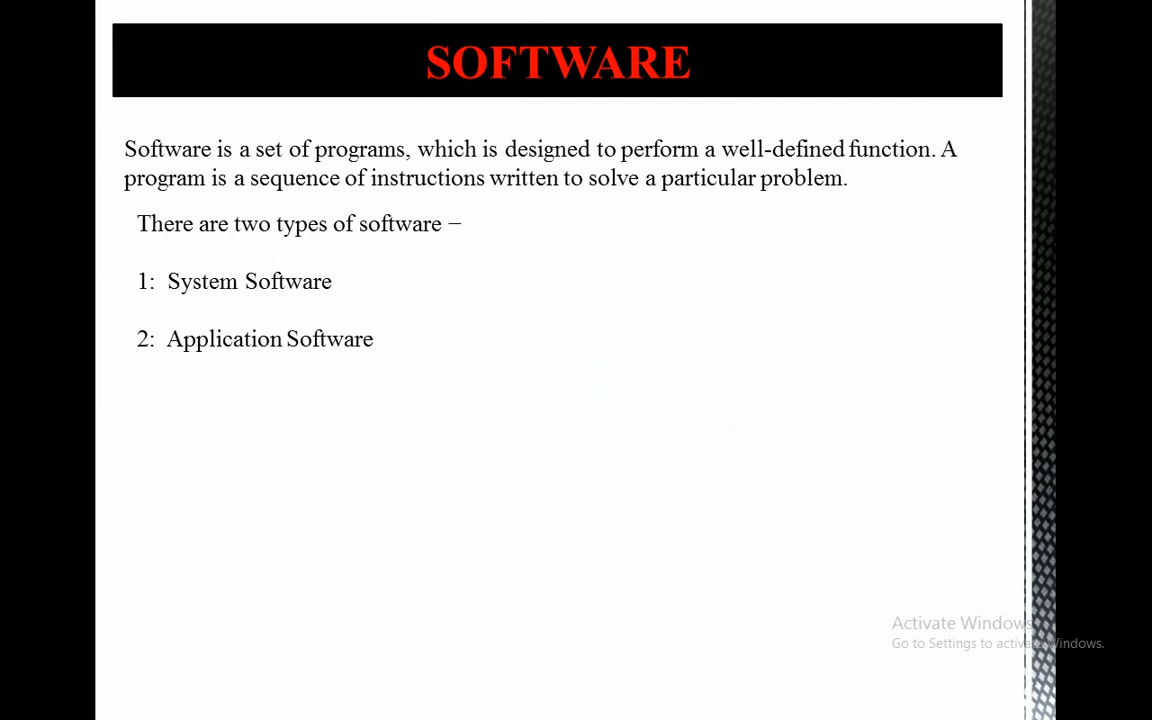 SOFTWARE
Software is a set of programs, which is designed to perform a well-defined function. A
program is a sequence of instructions written to solve a particular problem.
There are two types of software −
1: System Software
2: Application Software
Activate Windows
Go to Settings to activate Windows.